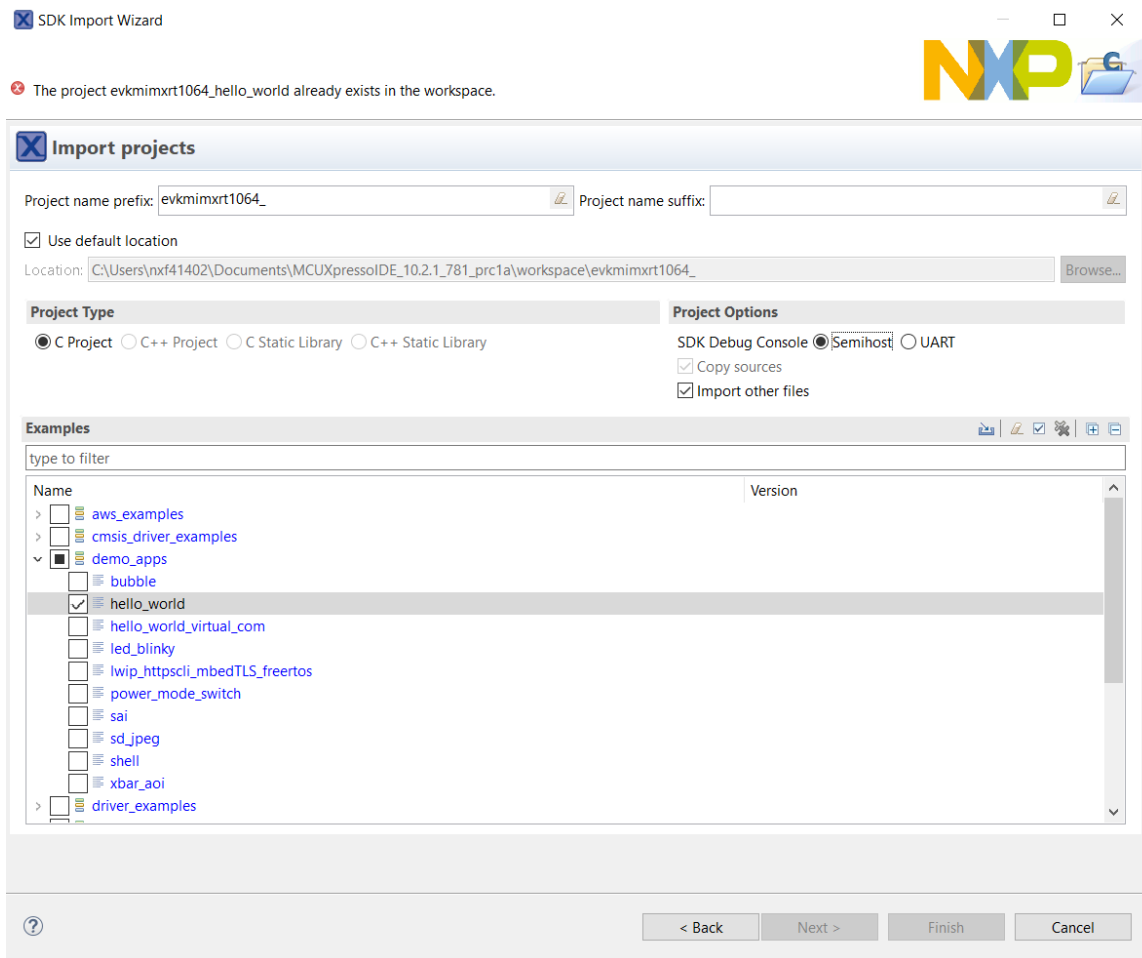 SDK Import Wizard
The project evkmimxrt1064_hello_world already exists in the workspace.
NXP
C
Import projects
Project name prefix: evkmimxrt1064_ Project name suffix:
Use default location
Location: C:\Users\nxf41402\Documents\MCUXpressoIDE_10.2.1_781_prc1a\workspace\evkmimxrt1064_ Browse...
Project Type Project Options
C Project C++ Project C Static Library C++ Static Library SDK Debug Console Semihost UART
Copy sources
Import other files
Examples
type to filter
Name Version
aws_examples
cmsis_driver_examples
demo_apps
bubble
hello_world
hello_world_virtual_com
led_blinky
lwip_httpscli_mbedTLS_freertos
power_mode_switch
sai
sd_jpeg
shell
xbar_aoi
driver_examples
? < Back Next > Finish Cancel